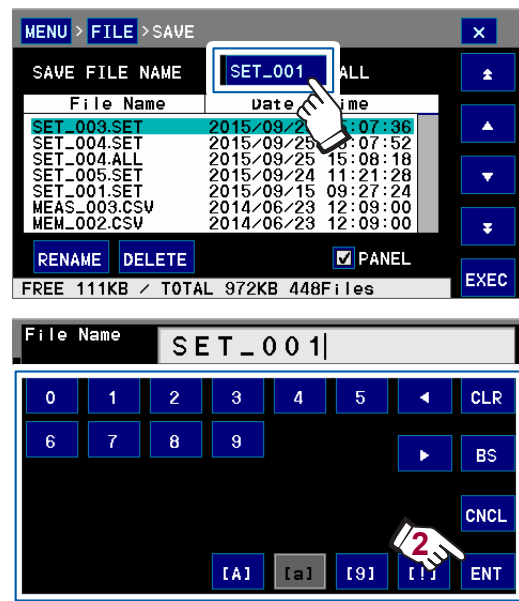 MENU > FILE > SAVE ×
SAVE FILE NAME SET_001 ALL
File Name Date Time
SET_003.SET 2015/09/2 :07:36
SET_004.SET 2015/09/25 :07:52
SET_004.ALL 2015/09/25 15:08:18
SET_005.SET 2015/09/24 11:21:28
SET_001.SET 2015/09/15 09:27:24
MEAS_003.CSV 2014/06/23 12:09:00
MEM_002.CSV 2014/06/23 12:09:00
RENAME DELETE PANEL EXEC
FREE 111KB / TOTAL 972KB 448Files
File Name SET_001
0 1 2 3 4 5 CLR
6 7 8 9 BS
CNCL
2
[A] [a] [9] [!] ENT